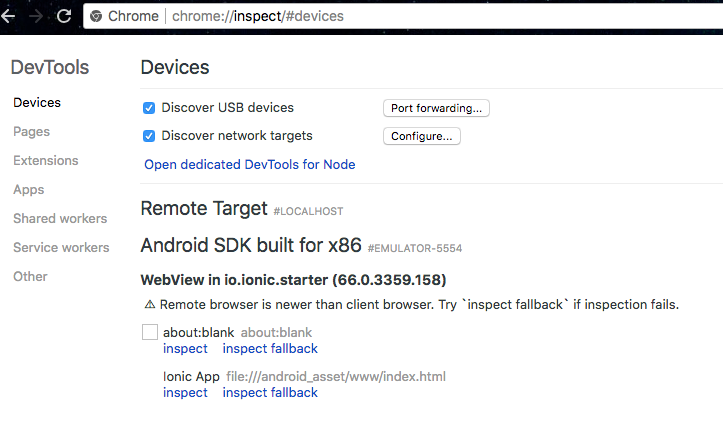 Chrome chrome://inspect/#devices
DevTools
Devices
Pages
Extensions
Apps
Shared workers
Service workers
Other
Devices
Discover USB devices Port forwarding...
Discover network targets Configure...
Open dedicated DevTools for Node
Remote Target #LOCALHOST
Android SDK built for x86 #EMULATOR-5554
WebView in io.ionic.starter (66.0.3359.158)
⚠ Remote browser is newer than client browser. Try `inspect fallback` if inspection fails.
about:blank about:blank
inspect inspect fallback
Ionic App file:///android_asset/www/index.html
inspect inspect fallback